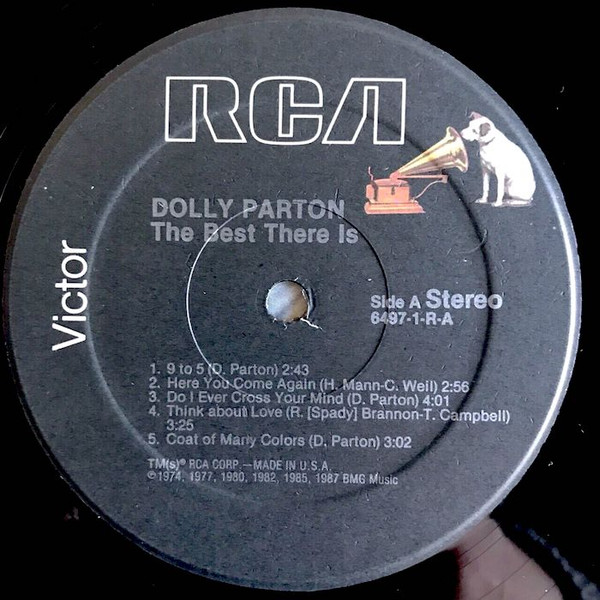 RCA
Victor
DOLLY PARTON
The Best There Is
Side A Stereo
6497-1-R-A
1. 9 to 5 (D. Parton) 2:43
2. Here You Come Again (H. Mann-C. Weil) 2:56
3. Do I Ever Cross Your Mind (D. Parton) 4:01
4. Think about Love (R. [Spady] Brannon-T. Campbell)
3:25
5. Coat of Many Colors (D. Parton) 3:02
TM(s)® RCA CORP.—MADE IN U.S.A.
℗1974, 1977, 1980, 1982, 1985, 1987 BMG Music